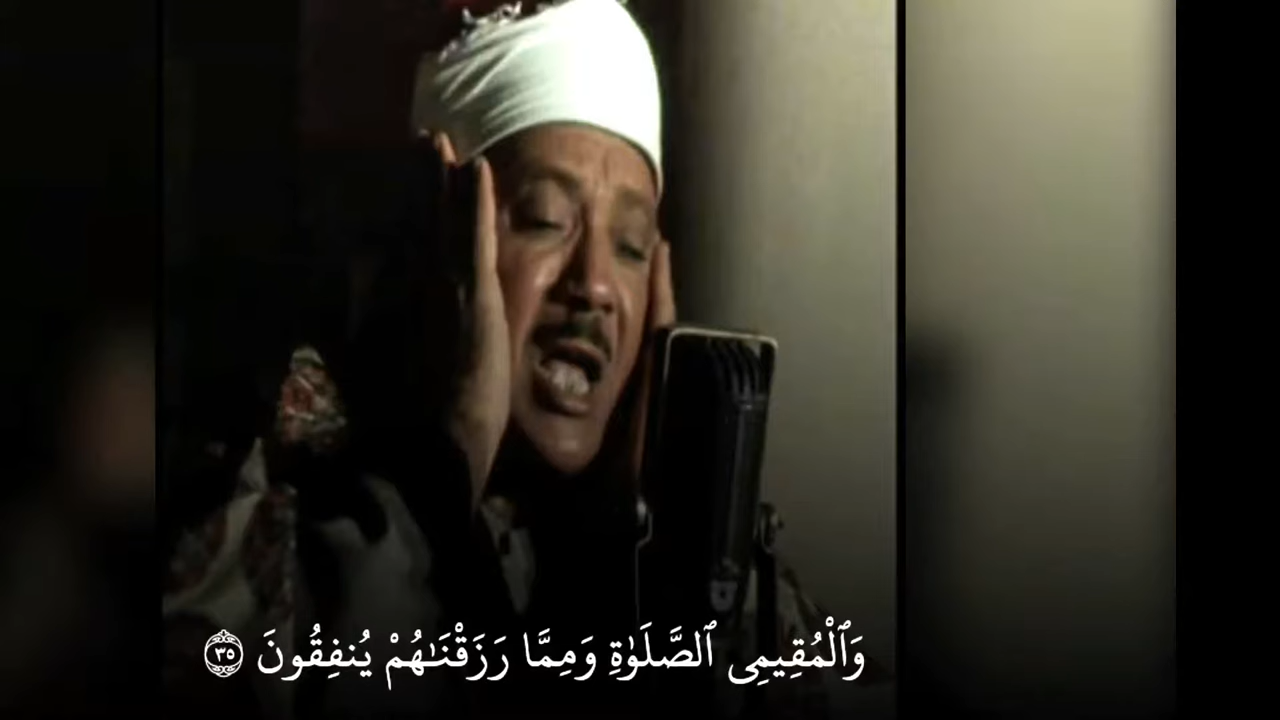 وَٱلْمُقِيمِى ٱلصَّلَوٰةِ وَمِمَّا رَزَقْنَـٰهُمْ يُنفِقُونَ ٣٥